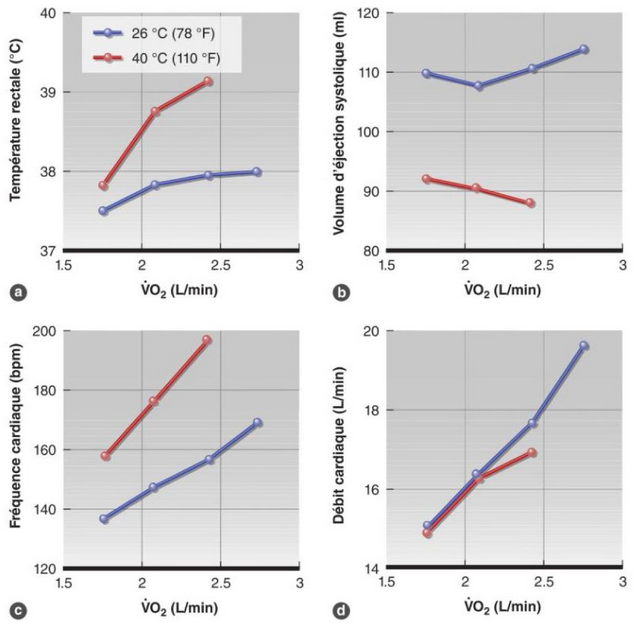 Température rectale (°C)
40
39
38
37
26 °C (78 °F)
40 °C (110 °F)
1.5
2
2.5
3
V̇O₂ (L/min)
a
Volume d'éjection systolique (ml)
120
110
100
90
80
1.5
2
2.5
3
V̇O₂ (L/min)
b
Fréquence cardiaque (bpm)
200
180
160
140
120
1.5
2
2.5
3
V̇O₂ (L/min)
c
Débit cardiaque (L/min)
20
18
16
14
1.5
2
2.5
3
V̇O₂ (L/min)
d